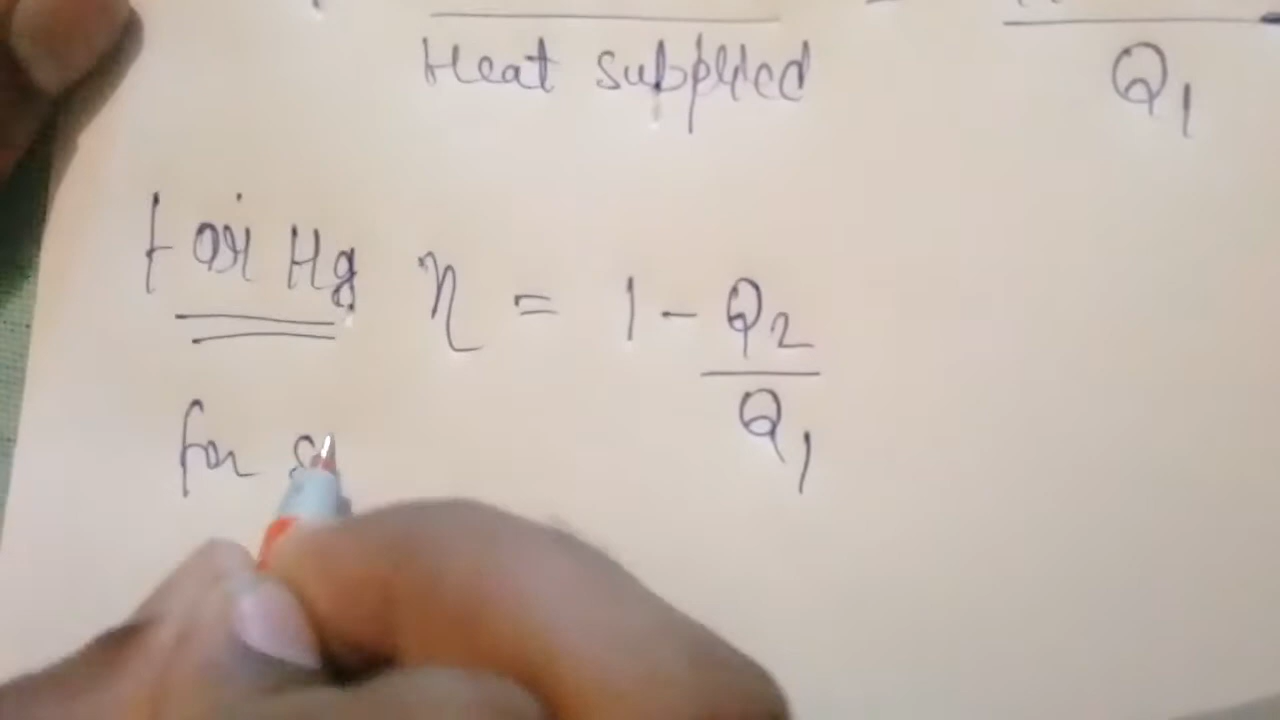 Heat supplied
Q1
For Hg η = 1 - Q2
Q1
for